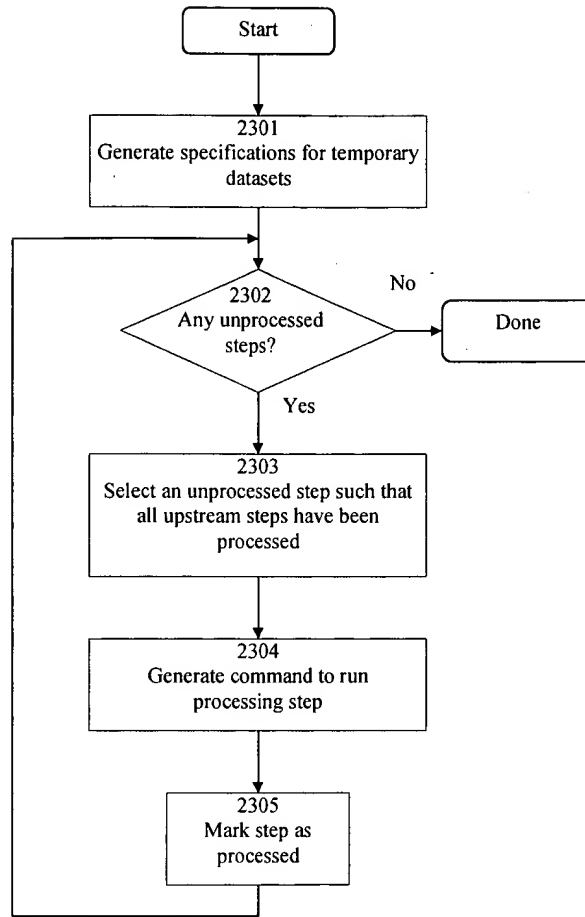 Start
2301
Generate specifications for temporary
datasets
2302
Any unprocessed
steps?
No
Done
Yes
2303
Select an unprocessed step such that
all upstream steps have been
processed
2304
Generate command to run
processing step
2305
Mark step as
processed